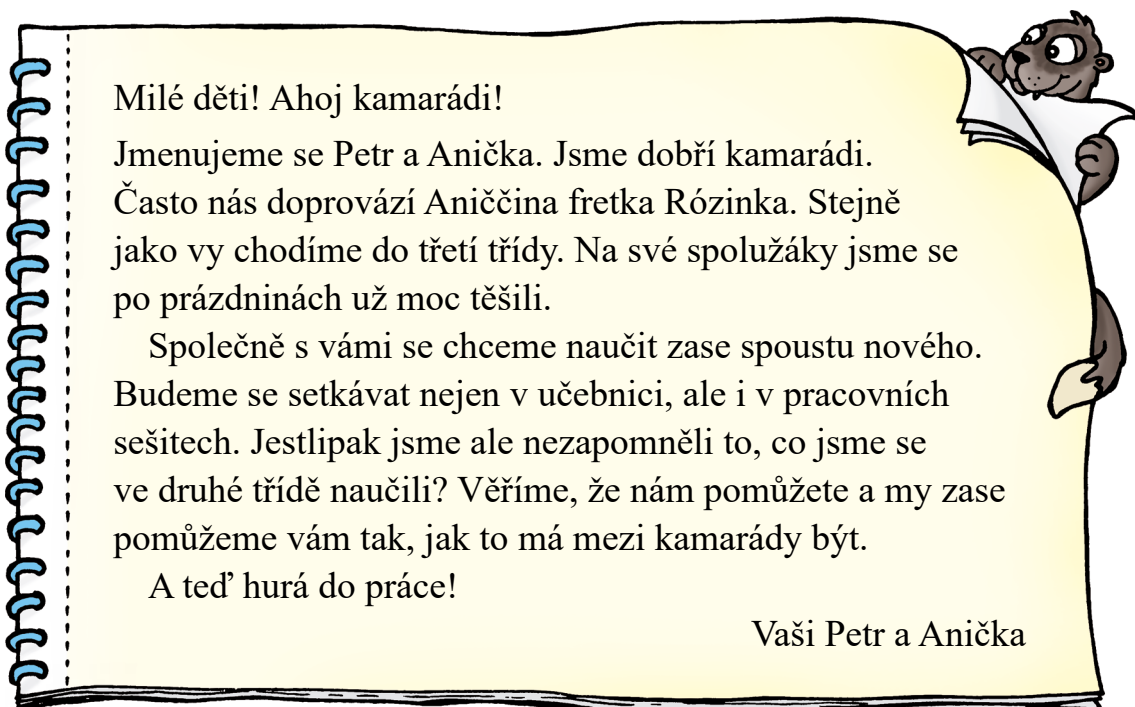 Milé děti! Ahoj kamarádi!
Jmenujeme se Petr a Anička. Jsme dobří kamarádi.
Často nás doprovází Aniččina fretka Rózinka. Stejně
jako vy chodíme do třetí třídy. Na své spolužáky jsme se
po prázdninách už moc těšili.
Společně s vámi se chceme naučit zase spoustu nového.
Budeme se setkávat nejen v učebnici, ale i v pracovních
sešitech. Jestlipak jsme ale nezapomněli to, co jsme se
ve druhé třídě naučili? Věříme, že nám pomůžete a my zase
pomůžeme vám tak, jak to má mezi kamarády být.
A teď hurá do práce!
Vaši Petr a Anička